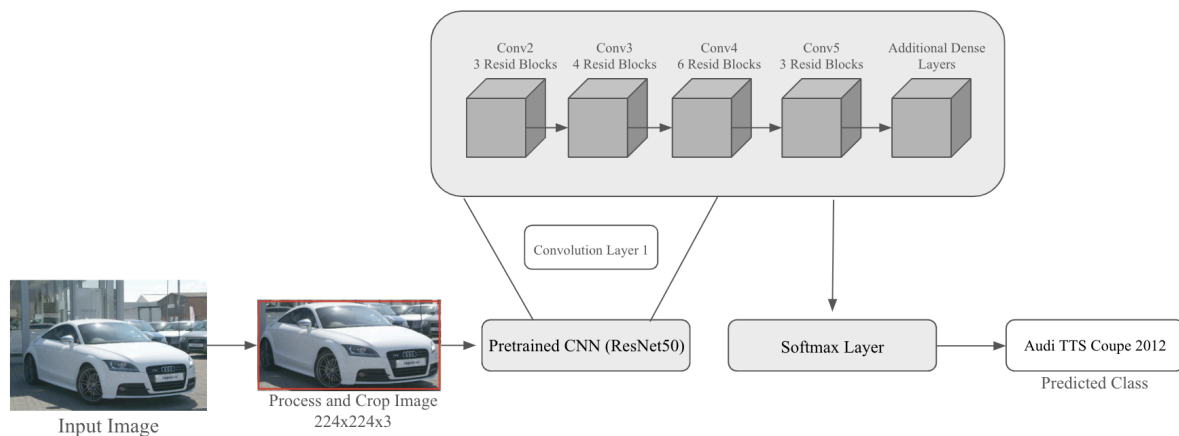 Conv2
3 Resid Blocks
Conv3
4 Resid Blocks
Conv4
6 Resid Blocks
Conv5
3 Resid Blocks
Additional Dense
Layers
Convolution Layer 1
Input Image
Process and Crop Image
224x224x3
Pretrained CNN (ResNet50)
Softmax Layer
Audi TTS Coupe 2012
Predicted Class